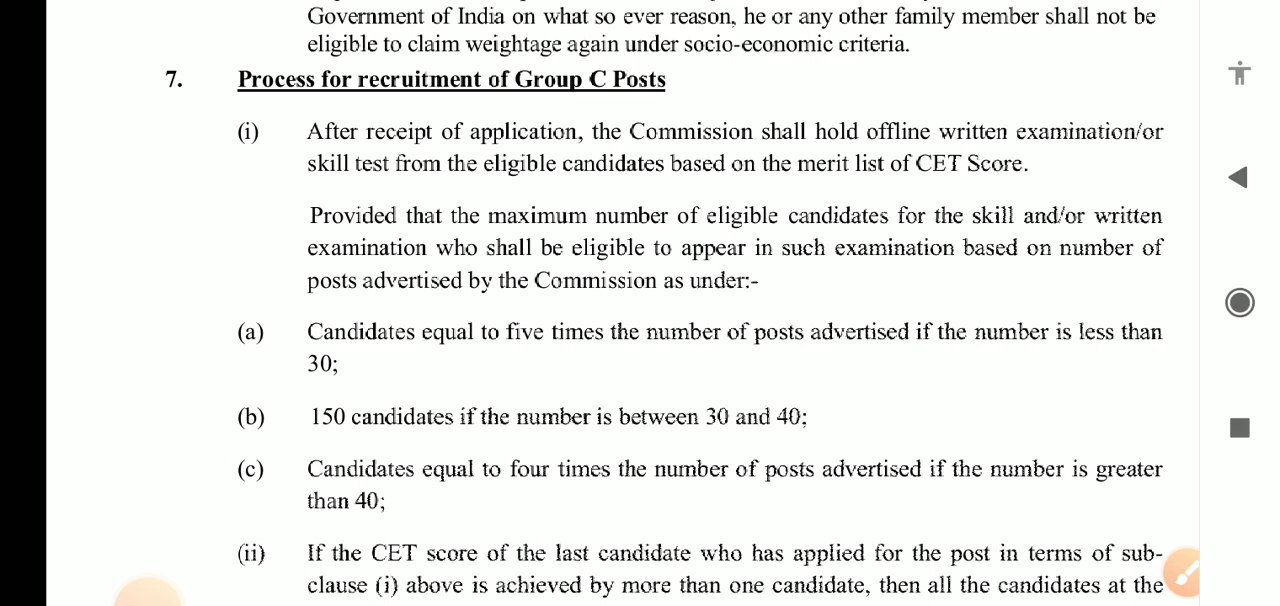 Government of India on what so ever reason, he or any other family member shall not be
eligible to claim weightage again under socio-economic criteria.
7. Process for recruitment of Group C Posts
(i) After receipt of application, the Commission shall hold offline written examination/or
skill test from the eligible candidates based on the merit list of CET Score.
Provided that the maximum number of eligible candidates for the skill and/or written
examination who shall be eligible to appear in such examination based on number of
posts advertised by the Commission as under:-
(a) Candidates equal to five times the number of posts advertised if the number is less than
30;
(b) 150 candidates if the number is between 30 and 40;
(c) Candidates equal to four times the number of posts advertised if the number is greater
than 40;
(ii) If the CET score of the last candidate who has applied for the post in terms of sub-
clause (i) above is achieved by more than one candidate, then all the candidates at the